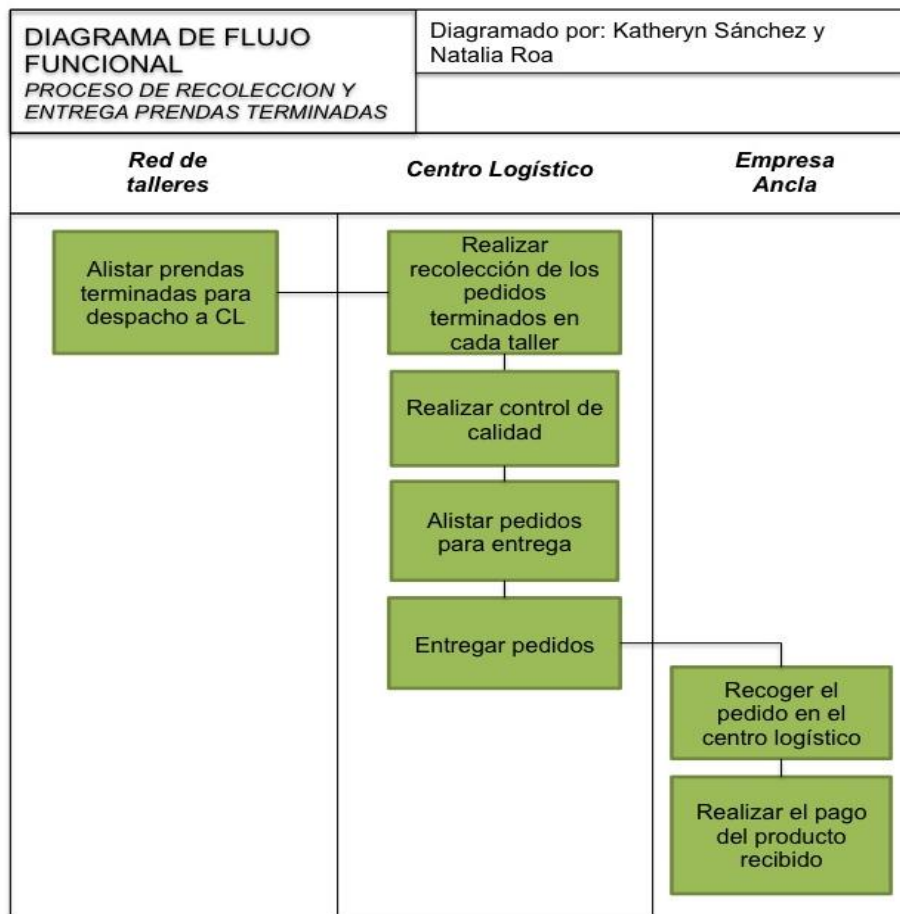 DIAGRAMA DE FLUJO
FUNCIONAL
PROCESO DE RECOLECCION Y
ENTREGA PRENDAS TERMINADAS
Diagramado por: Katheryn Sánchez y
Natalia Roa
Red de
talleres
Centro Logístico
Empresa
Ancla
Alistar prendas
terminadas para
despacho a CL
Realizar
recolección de los
pedidos
terminados en
cada taller
Realizar control de
calidad
Alistar pedidos
para entrega
Entregar pedidos
Recoger el
pedido en el
centro logístico
Realizar el pago
del producto
recibido